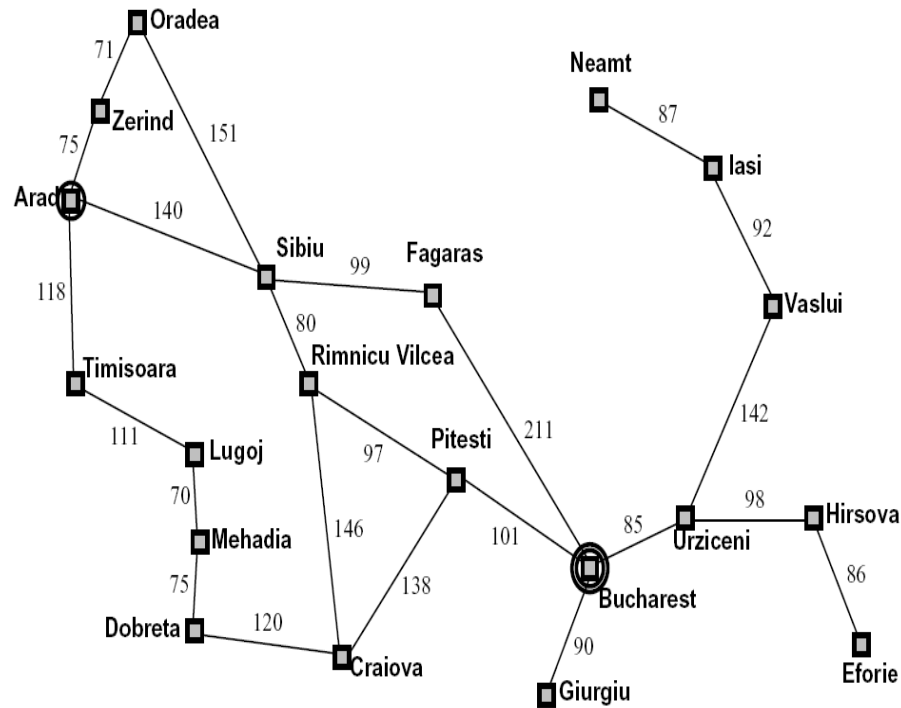 Oradea
71
Neamt
Zerind
87
75
151
Iasi
Arad
140
92
Sibiu
Fagaras
99
118
Vaslui
80
Timisoara
Rimnicu Vilcea
142
111
Lugoj
97
Pitesti
211
70
98
Hirsova
146
101
85
Urziceni
Mehadia
138
86
75
Bucharest
Dobreta
120
Craiova
90
Eforie
Giurgiu